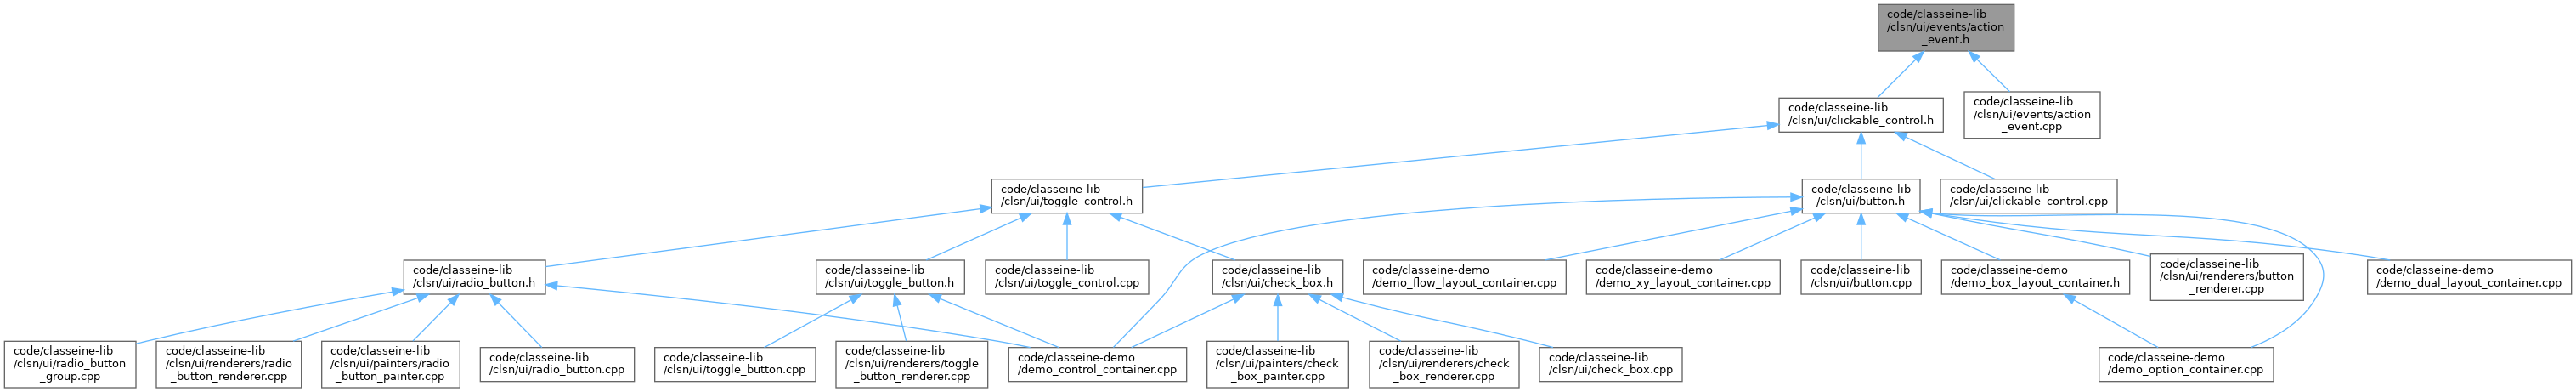 code/classeine-lib
/clsn/ui/events/action
_event.h
code/classeine-lib
/clsn/ui/clickable_control.h
code/classeine-lib
/clsn/ui/events/action
_event.cpp
code/classeine-lib
/clsn/ui/toggle_control.h
code/classeine-lib
/clsn/ui/button.h
code/classeine-lib
/clsn/ui/clickable_control.cpp
code/classeine-lib
/clsn/ui/radio_button.h
code/classeine-lib
/clsn/ui/toggle_button.h
code/classeine-lib
/clsn/ui/toggle_control.cpp
code/classeine-lib
/clsn/ui/check_box.h
code/classeine-demo
/demo_flow_layout_container.cpp
code/classeine-demo
/demo_xy_layout_container.cpp
code/classeine-lib
/clsn/ui/button.cpp
code/classeine-demo
/demo_box_layout_container.h
code/classeine-lib
/clsn/ui/renderers/button
_renderer.cpp
code/classeine-demo
/demo_dual_layout_container.cpp
code/classeine-lib
/clsn/ui/radio_button
_group.cpp
code/classeine-lib
/clsn/ui/renderers/radio
_button_renderer.cpp
code/classeine-lib
/clsn/ui/painters/radio
_button_painter.cpp
code/classeine-lib
/clsn/ui/radio_button.cpp
code/classeine-lib
/clsn/ui/toggle_button.cpp
code/classeine-lib
/clsn/ui/renderers/toggle
_button_renderer.cpp
code/classeine-demo
/demo_control_container.cpp
code/classeine-lib
/clsn/ui/painters/check
_box_painter.cpp
code/classeine-lib
/clsn/ui/renderers/check
_box_renderer.cpp
code/classeine-lib
/clsn/ui/check_box.cpp
code/classeine-demo
/demo_option_container.cpp